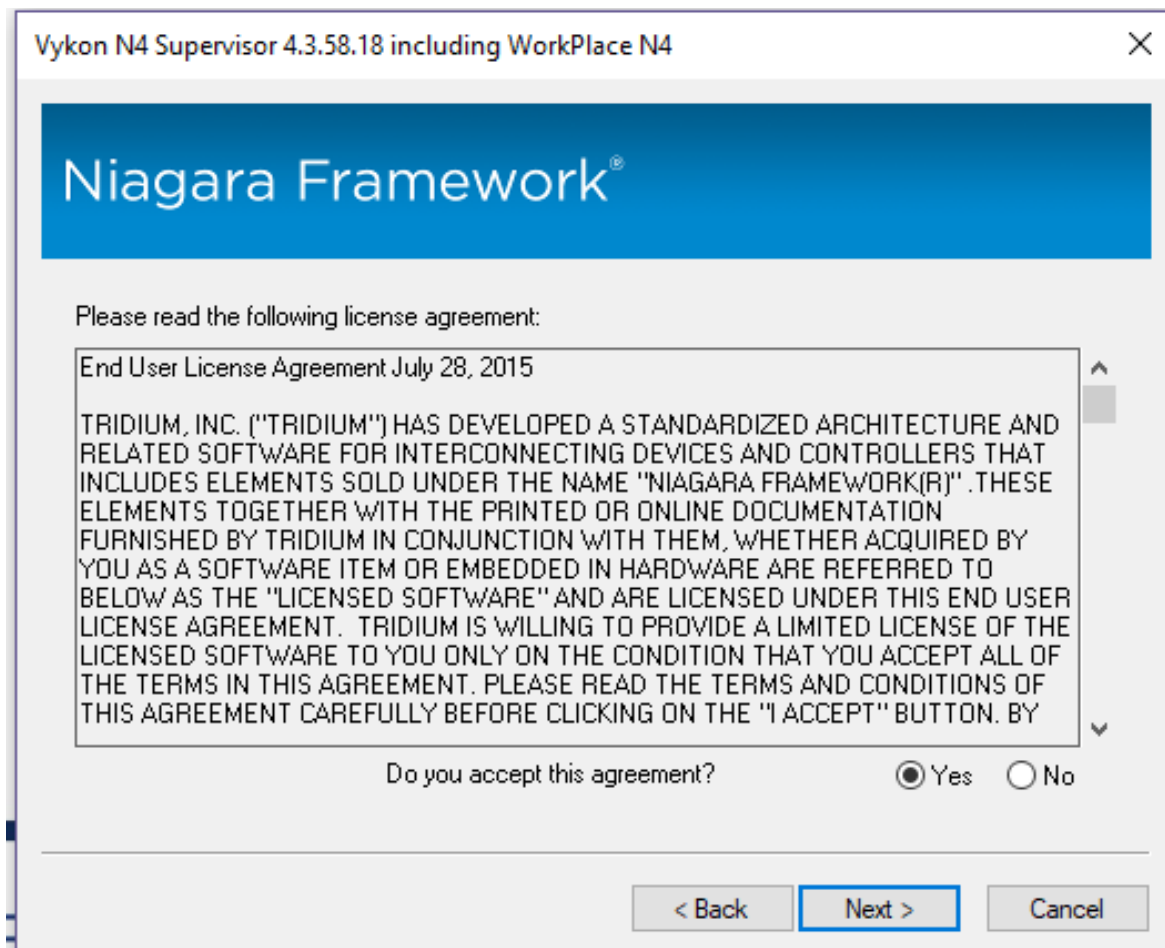 Vykon N4 Supervisor 4.3.58.18 including WorkPlace N4
Niagara Framework®
Please read the following license agreement:
End User License Agreement July 28, 2015
TRIDIUM, INC. ("TRIDIUM") HAS DEVELOPED A STANDARDIZED ARCHITECTURE AND
RELATED SOFTWARE FOR INTERCONNECTING DEVICES AND CONTROLLERS THAT
INCLUDES ELEMENTS SOLD UNDER THE NAME "NIAGARA FRAMEWORK(R)" .THESE
ELEMENTS TOGETHER WITH THE PRINTED OR ONLINE DOCUMENTATION
FURNISHED BY TRIDIUM IN CONJUNCTION WITH THEM, WHETHER ACQUIRED BY
YOU AS A SOFTWARE ITEM OR EMBEDDED IN HARDWARE ARE REFERRED TO
BELOW AS THE "LICENSED SOFTWARE" AND ARE LICENSED UNDER THIS END USER
LICENSE AGREEMENT.  TRIDIUM IS WILLING TO PROVIDE A LIMITED LICENSE OF THE
LICENSED SOFTWARE TO YOU ONLY ON THE CONDITION THAT YOU ACCEPT ALL OF
THE TERMS IN THIS AGREEMENT. PLEASE READ THE TERMS AND CONDITIONS OF
THIS AGREEMENT CAREFULLY BEFORE CLICKING ON THE "I ACCEPT" BUTTON. BY
Do you accept this agreement? Yes No
< Back Next > Cancel